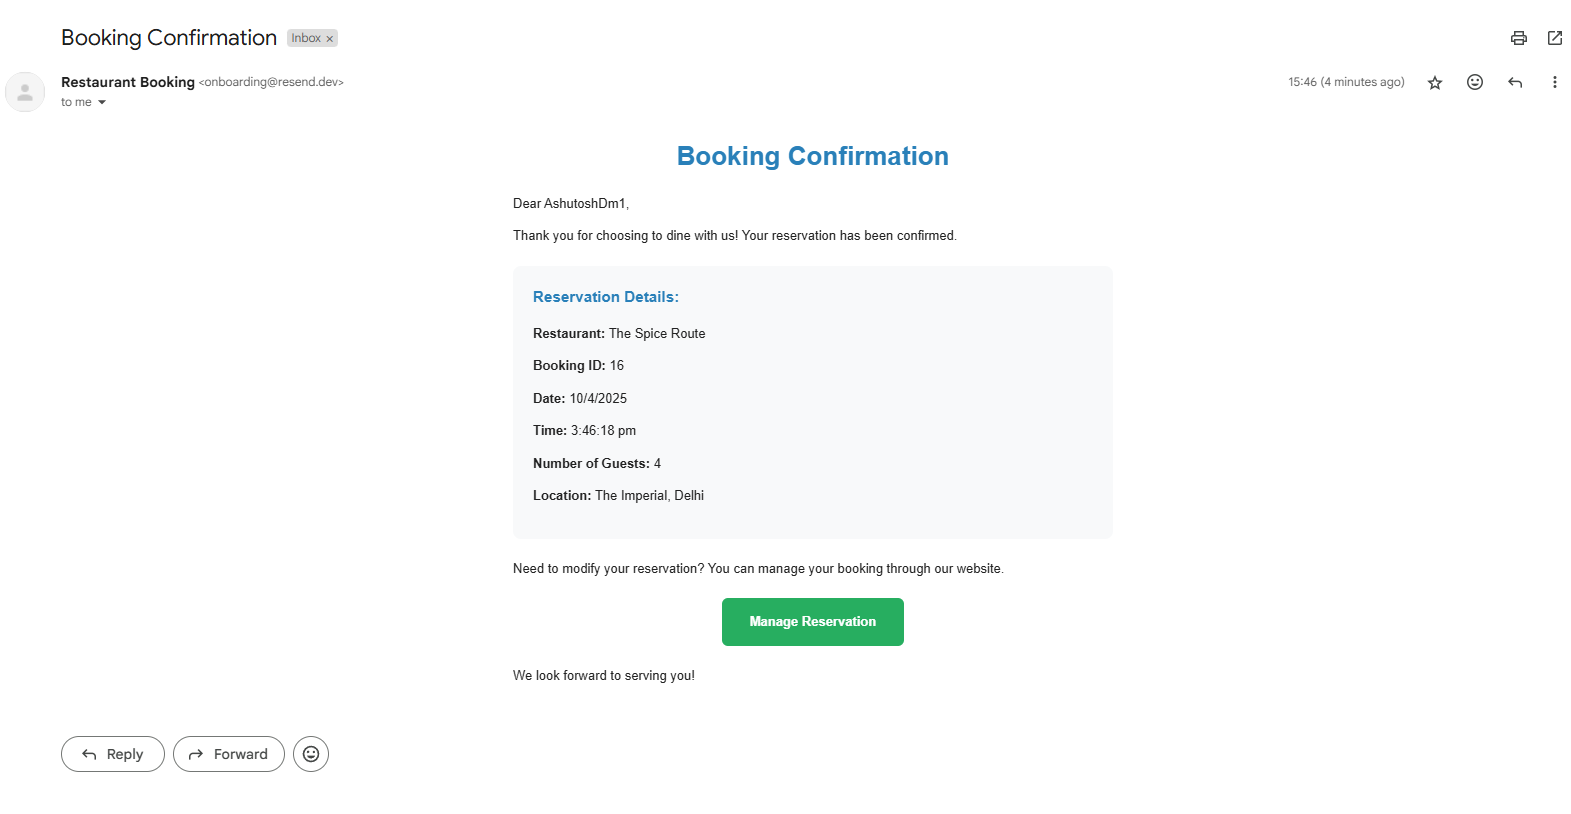 Booking Confirmation Inbox ×
Restaurant Booking <onboarding@resend.dev> 15:46 (4 minutes ago)
to me
Booking Confirmation
Dear AshutoshDm1,
Thank you for choosing to dine with us! Your reservation has been confirmed.
Reservation Details:
Restaurant: The Spice Route
Booking ID: 16
Date: 10/4/2025
Time: 3:46:18 pm
Number of Guests: 4
Location: The Imperial, Delhi
Need to modify your reservation? You can manage your booking through our website.
Manage Reservation
We look forward to serving you!
Reply Forward